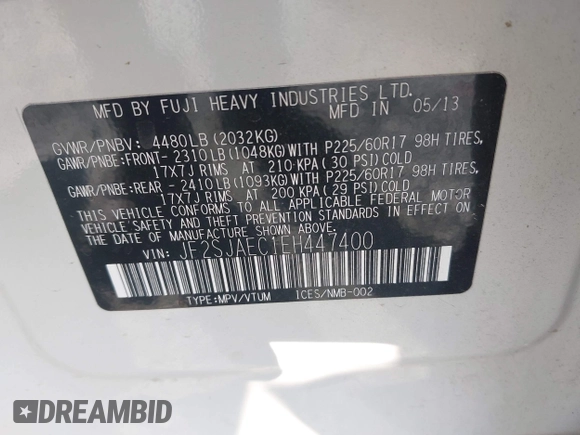 MFD BY FUJI HEAVY INDUSTRIES LTD.
MFD IN 05/13
GVWR/PNBV: 4480LB(2032KG)
GAWR/PNBE:FRONT- 2310LB(1048KG)WITH P225/60R17 98H TIRES,
17X7J RIMS AT 210 KPA(30 PSI)COLD
GAWR/PNBE:REAR - 2410LB(1093KG)WITH P225/60R17 98H TIRES,
17X7J RIMS AT 200 KPA(29 PSI)COLD
THIS VEHICLE CONFORMS TO ALL APPLICABLE FEDERAL MOTOR
VEHICLE SAFETY,BUMPER AND THEFT PREVENTION STANDARDS IN EFFECT ON
THE DATE OF MANUFACTURE SHOWN ABOVE.
VIN: JF2SJAEC1EH447400
TYPE:MPV/VTUM ICES/NMB-002
DREAMBID